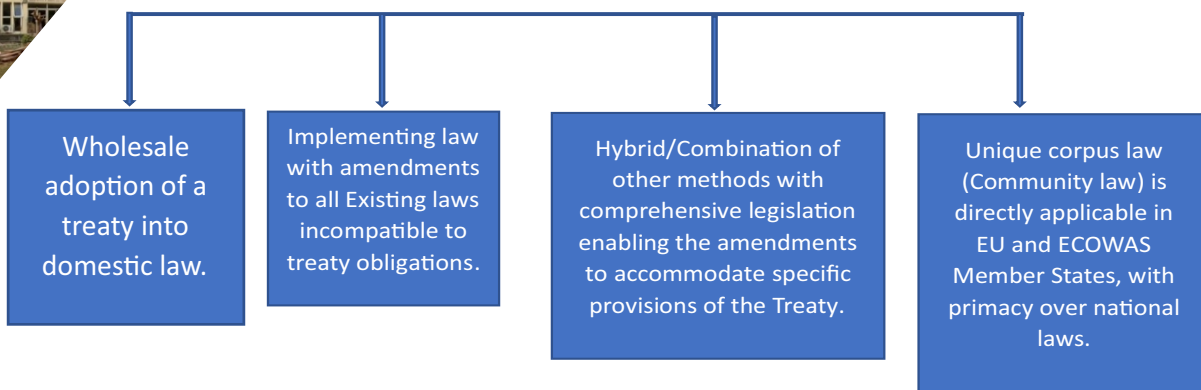 Wholesale
adoption of a
treaty into
domestic law.
Implementing law
with amendments
to all Existing laws
incompatible to
treaty obligations.
Hybrid/Combination of
other methods with
comprehensive legislation
enabling the amendments
to accommodate specific
provisions of the Treaty.
Unique corpus law
(Community law) is
directly applicable in
EU and ECOWAS
Member States, with
primacy over national
laws.